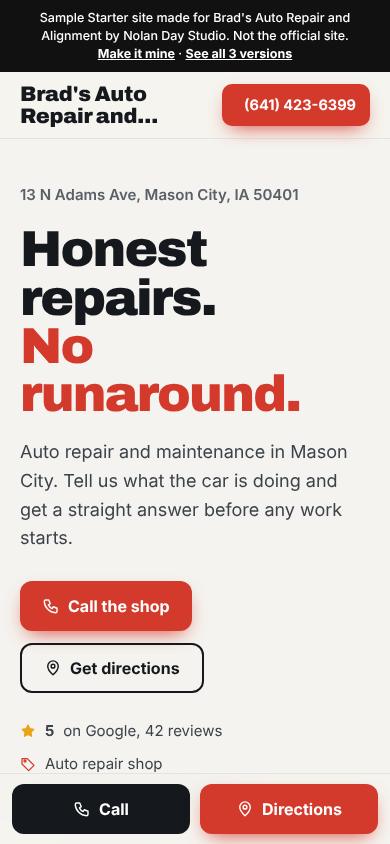 Sample Starter site made for Brad's Auto Repair and
Alignment by Nolan Day Studio. Not the official site.
Make it mine · See all 3 versions
Brad's Auto
Repair and...
(641) 423-6399
13 N Adams Ave, Mason City, IA 50401
Honest
repairs.
No
runaround.
Auto repair and maintenance in Mason
City. Tell us what the car is doing and
get a straight answer before any work
starts.
Call the shop
Get directions
5 on Google, 42 reviews
Auto repair shop
Call
Directions